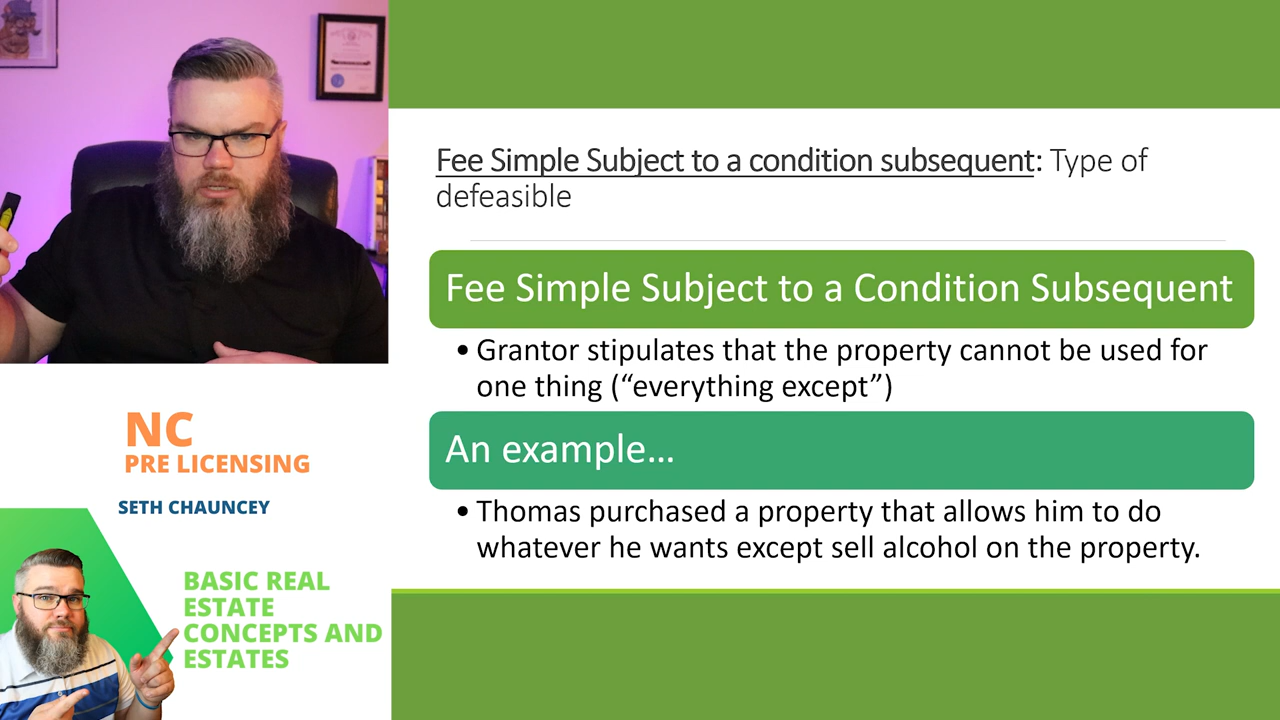 Fee Simple Subject to a condition subsequent: Type of
defeasible
Fee Simple Subject to a Condition Subsequent
• Grantor stipulates that the property cannot be used for
one thing (“everything except”)
An example…
• Thomas purchased a property that allows him to do
whatever he wants except sell alcohol on the property.
NC
PRE LICENSING
SETH CHAUNCEY
BASIC REAL
ESTATE
CONCEPTS AND
ESTATES